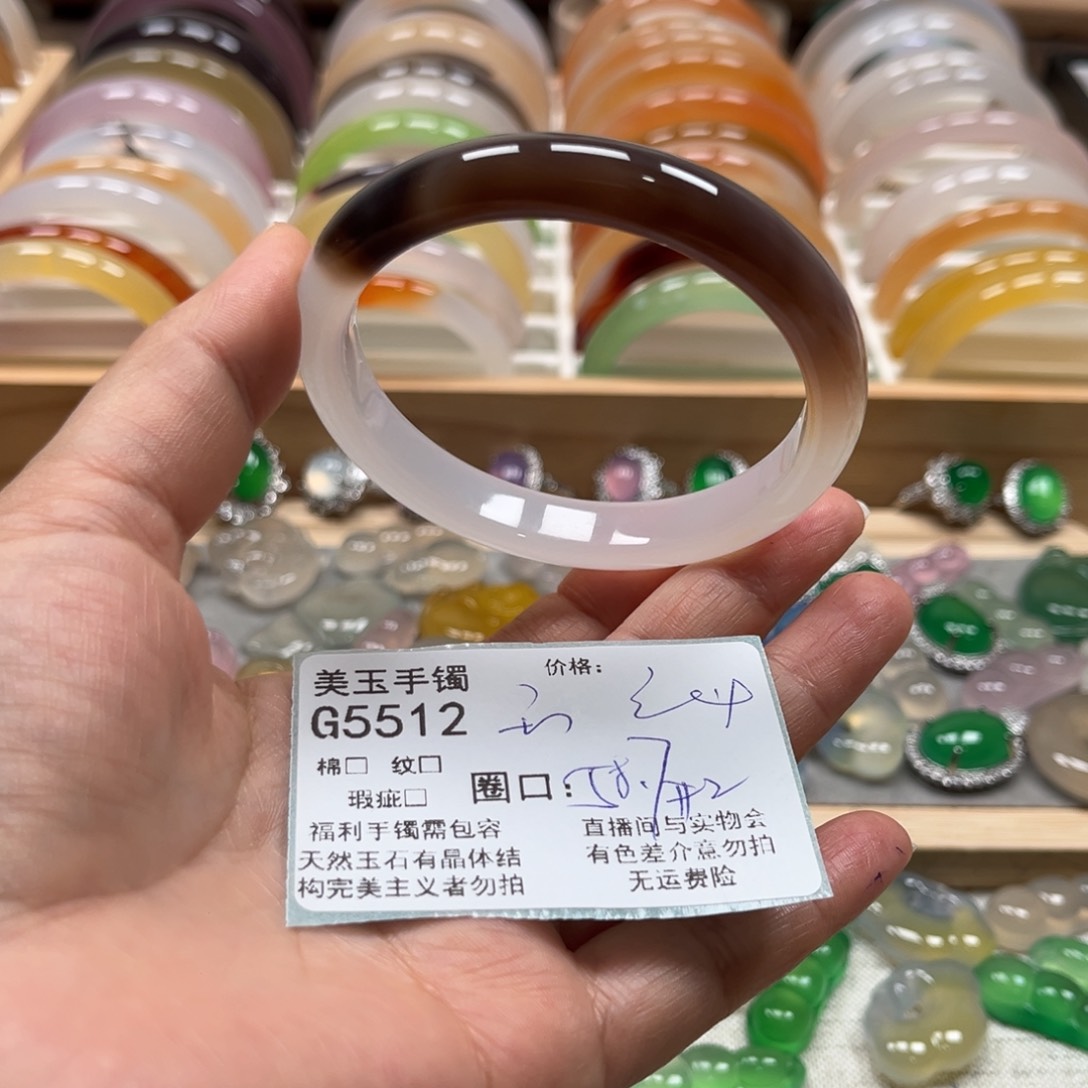 美玉手镯
价格:
G5512
棉□ 纹□
瑕疵□
圈口:
福利手镯需包容
天然玉石有晶体结
构完美主义者勿拍
直播间与实物会
有色差介意勿拍
无运费险